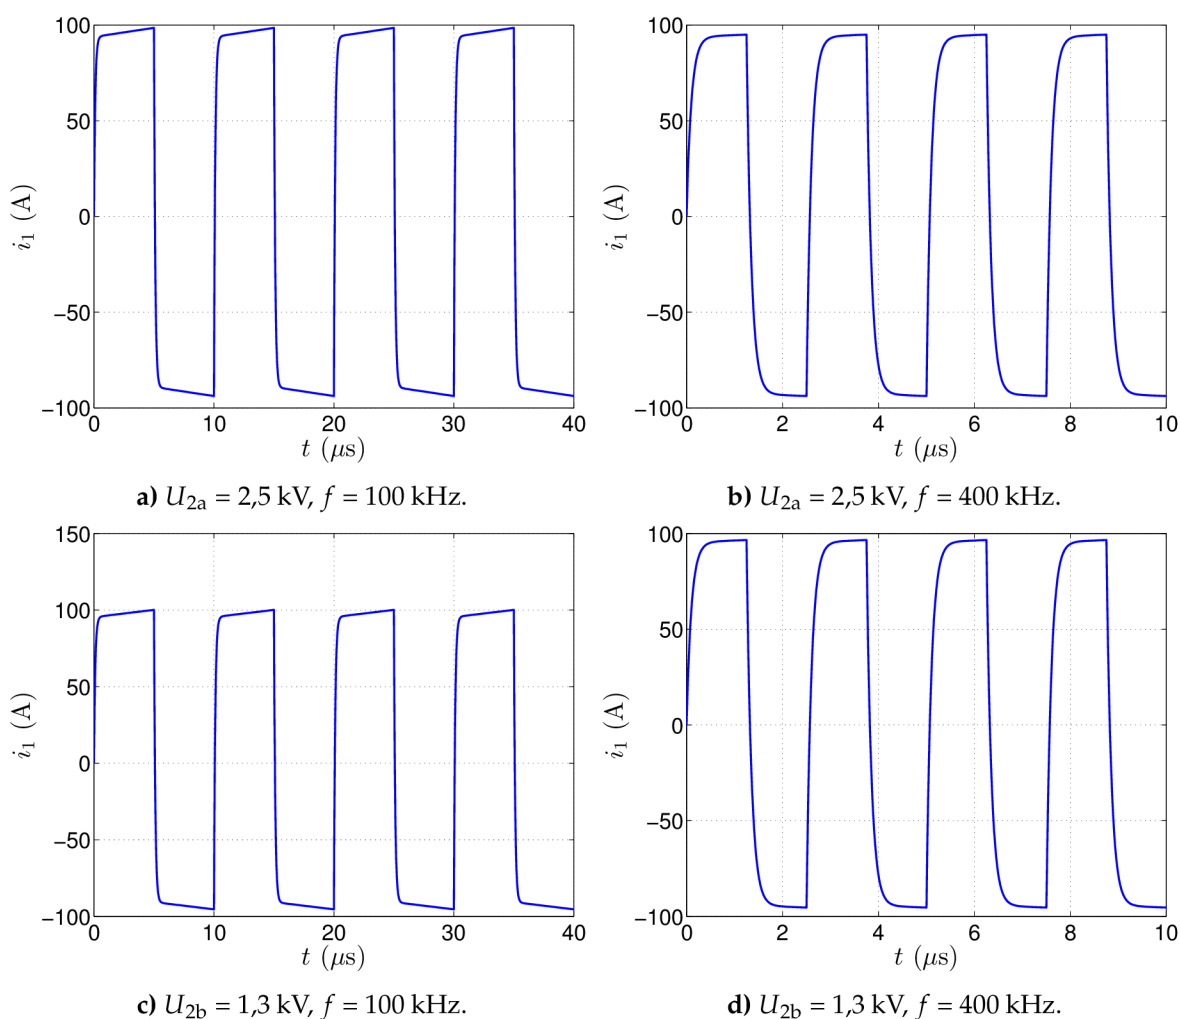 100
50
0
−50
−100
i₁ (A)
0 10 20 30 40
t (μs)
a) U₂ₐ = 2,5 kV, f = 100 kHz.
100
50
0
−50
−100
i₁ (A)
0 2 4 6 8 10
t (μs)
b) U₂ₐ = 2,5 kV, f = 400 kHz.
150
100
50
0
−50
−100
i₁ (A)
0 10 20 30 40
t (μs)
c) U2b = 1,3 kV, f = 100 kHz.
100
50
0
−50
−100
i₁ (A)
0 2 4 6 8 10
t (μs)
d) U2b = 1,3 kV, f = 400 kHz.